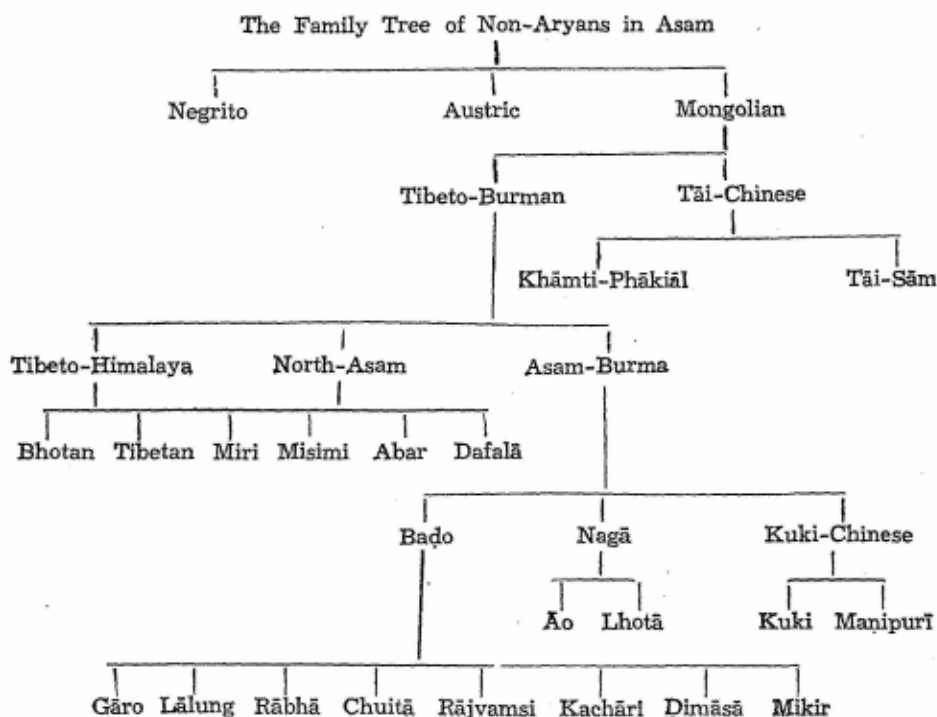 The Family Tree of Non-Aryans in Asam
Negrito Austric Mongolian
Tibeto-Burman Tāi-Chinese
Khāmti-Phākiāl Tāi-Sām
Tibeto-Himalaya North-Asam Asam-Burma
Bhotan Tibetan Miri Misimi Abar Dafalā
Baḍo Nagā Kuki-Chinese
Āo Lhotā Kuki Maṇipurī
Gāro Lālung Rābhā Chuitā Rājvamsi Kachāri Dimāsā Mikir